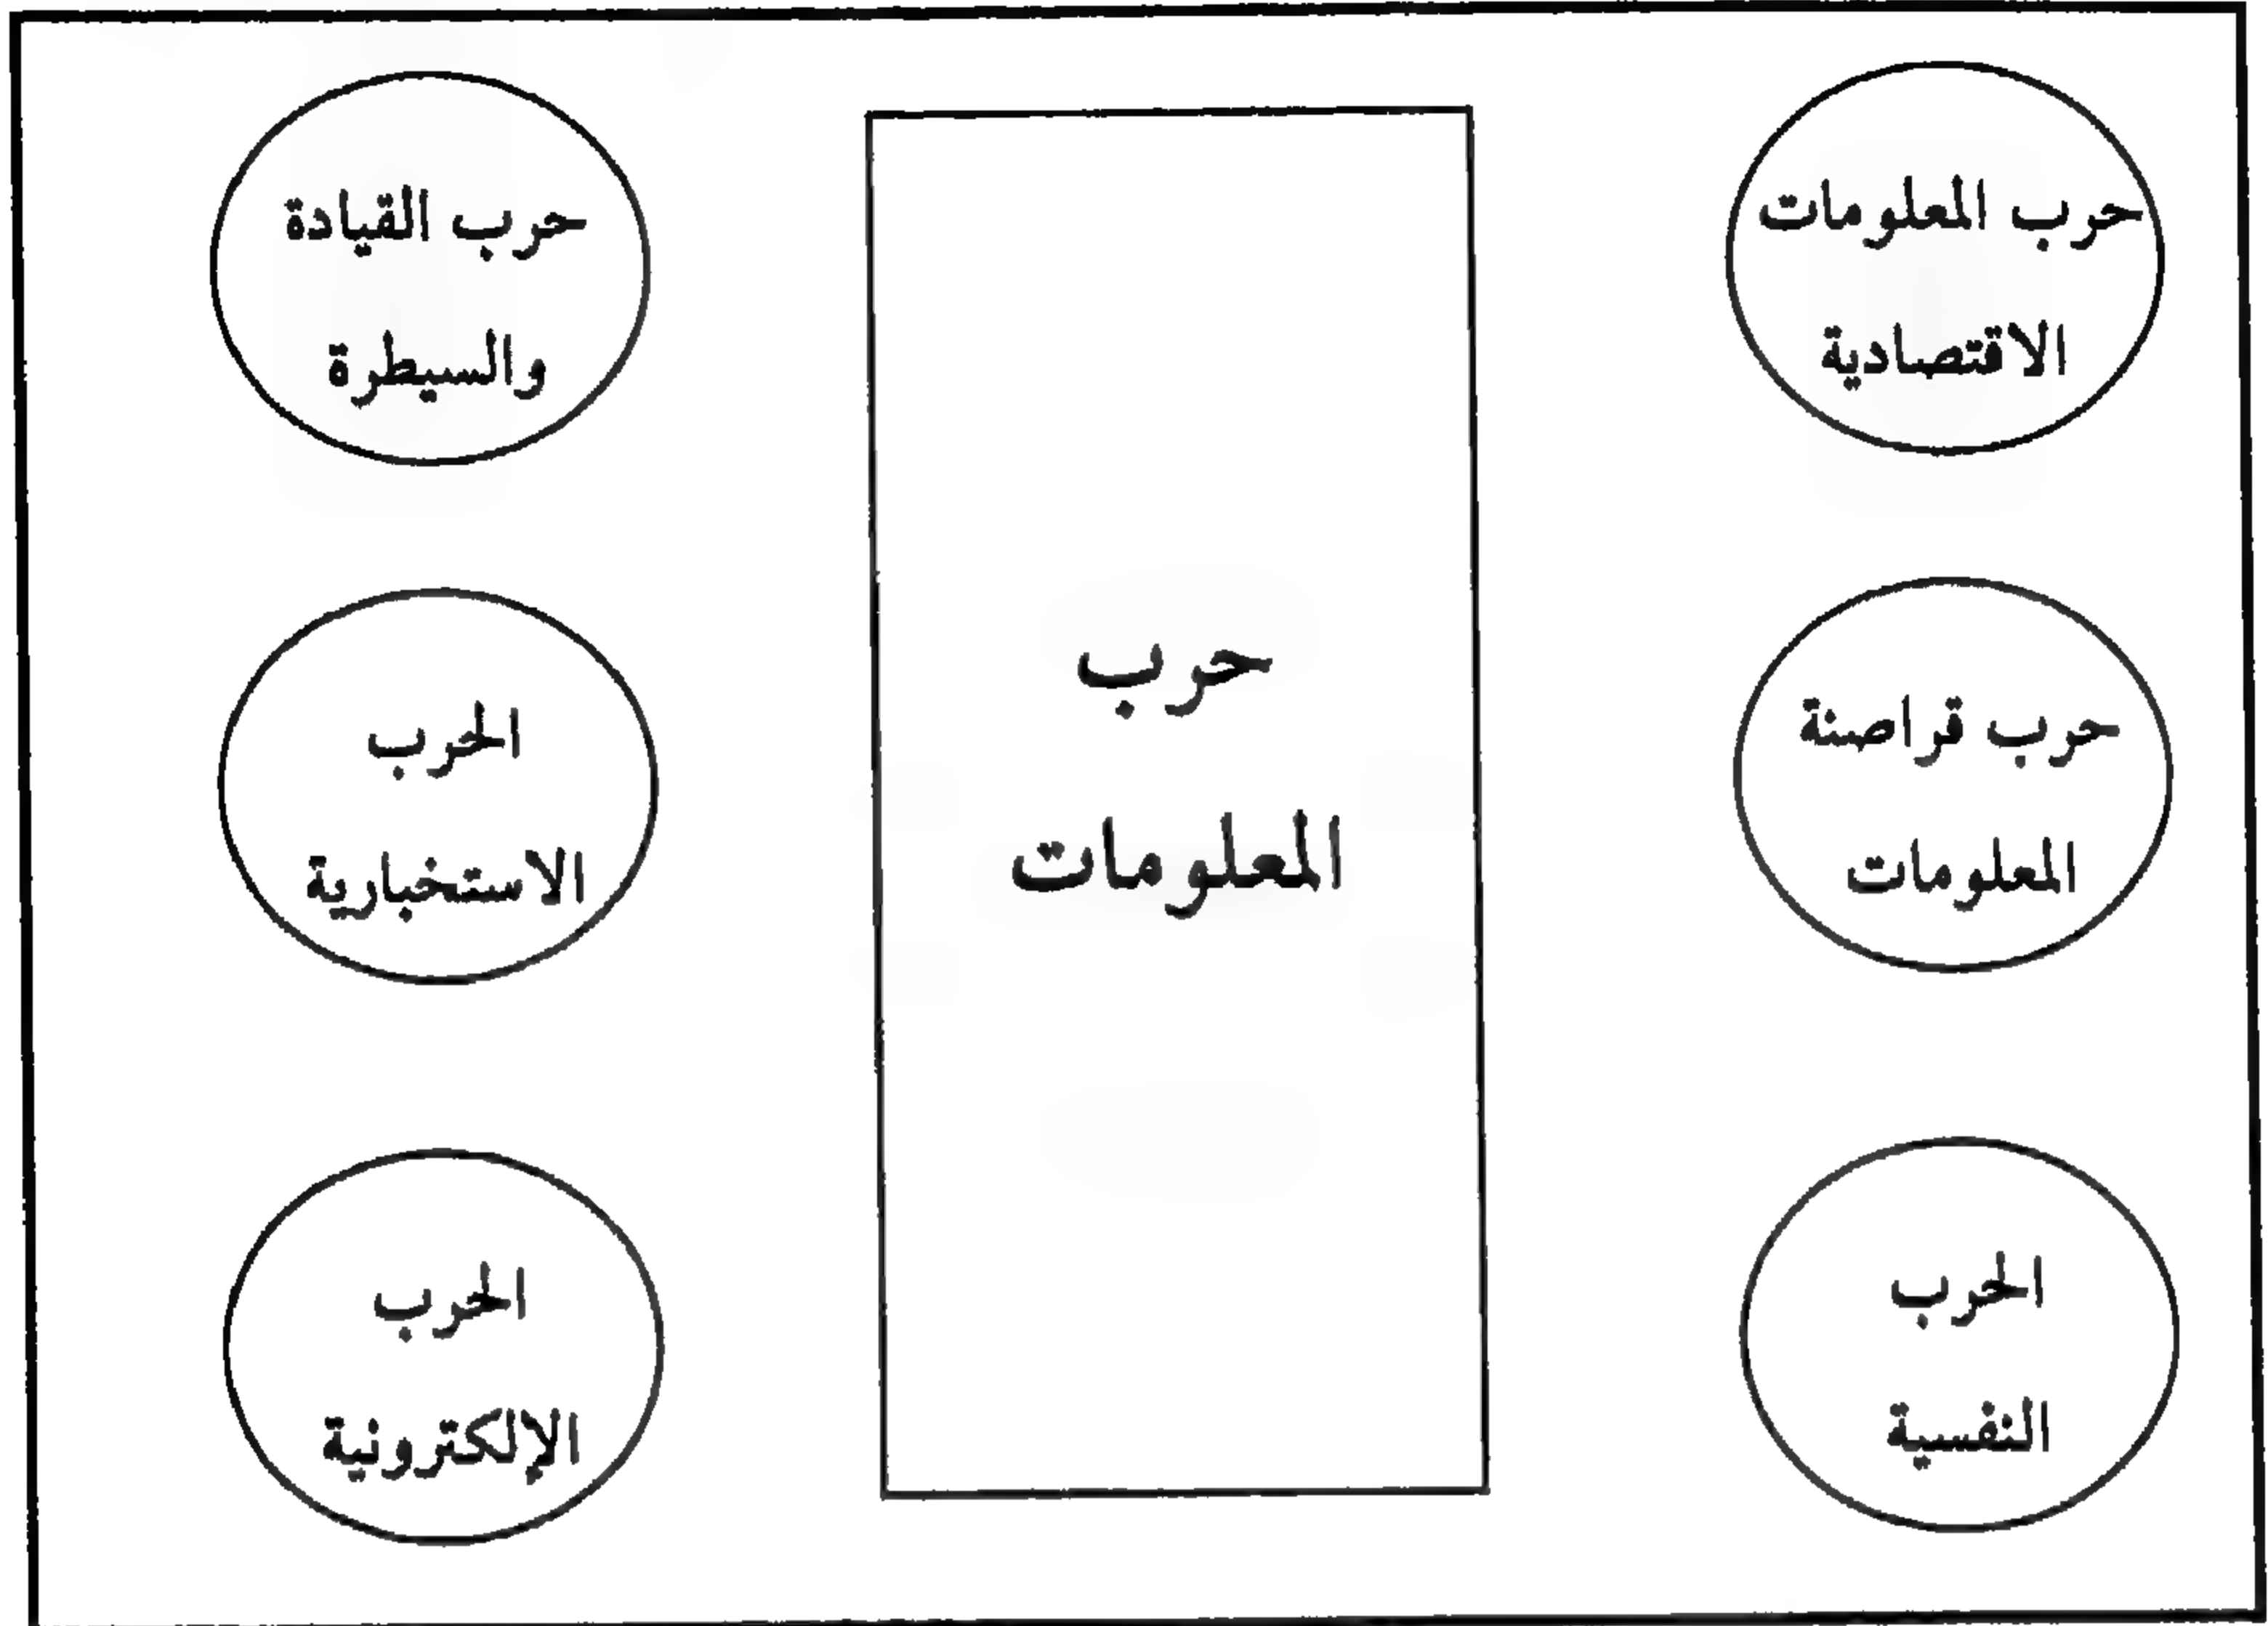 حرب المعلومات
الاقتصادية
حرب القيادة
والسيطرة
حرب
المعلومات
حرب قراصنة
المعلومات
الحرب
الاستخبارية
الحرب
النفسية
الحرب
الإلكترونية